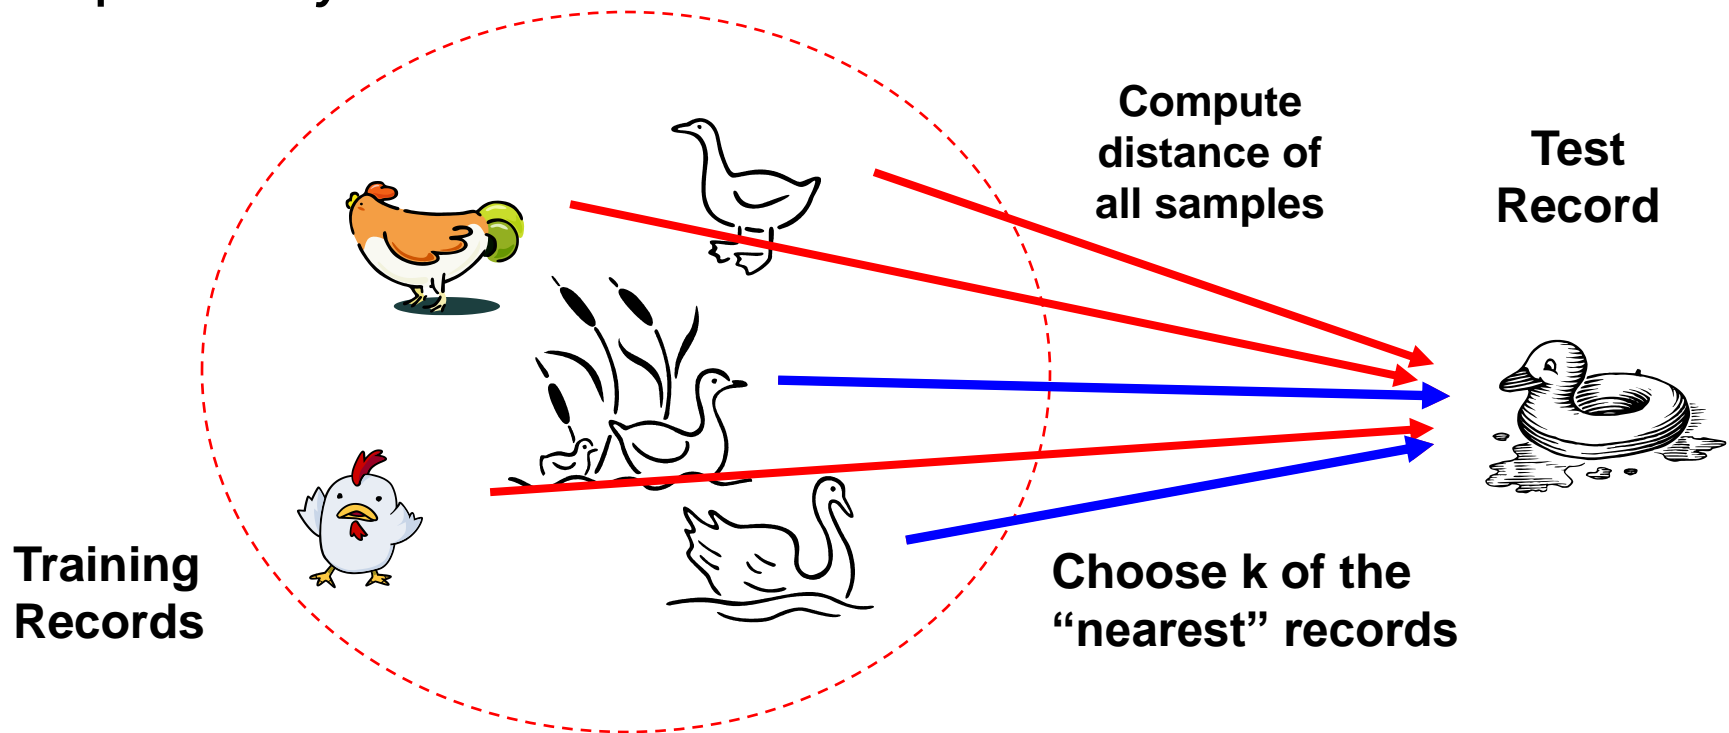 Compute
distance of
all samples
Test
Record
Training
Records
Choose k of the
“nearest” records